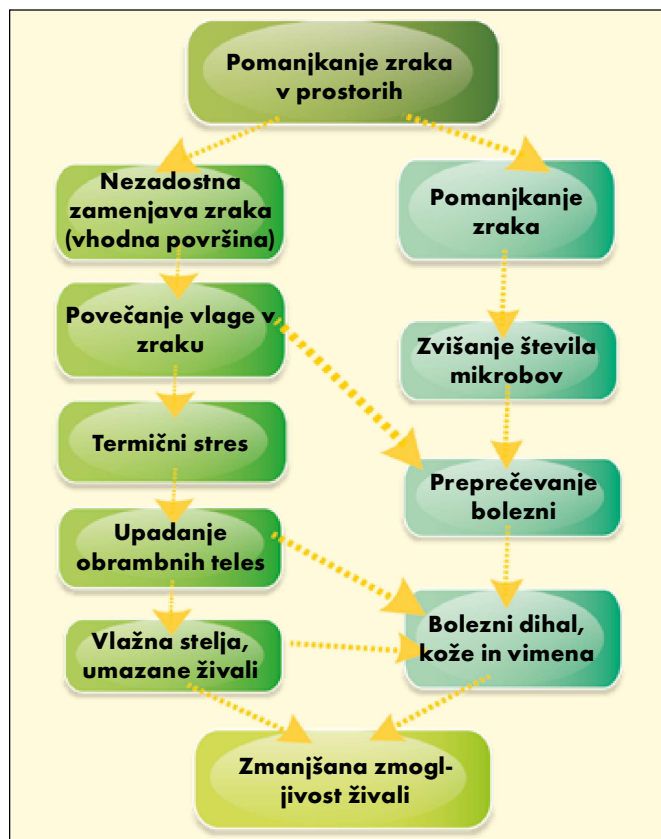 Pomanjkanje zraka
v prostorih
Nezadostna
zamenjava zraka
(vhodna površina)
Pomanjkanje
zraka
Povečanje vlage v
zraku
Zvišanje števila
mikrobov
Termični stres
Preprečevanje
bolezni
Upadanje
obrambnih teles
Bolezni dihal,
kože in vimena
Vlažna stelja,
umazane živali
Zmanjšana zmogl-
jivost živali